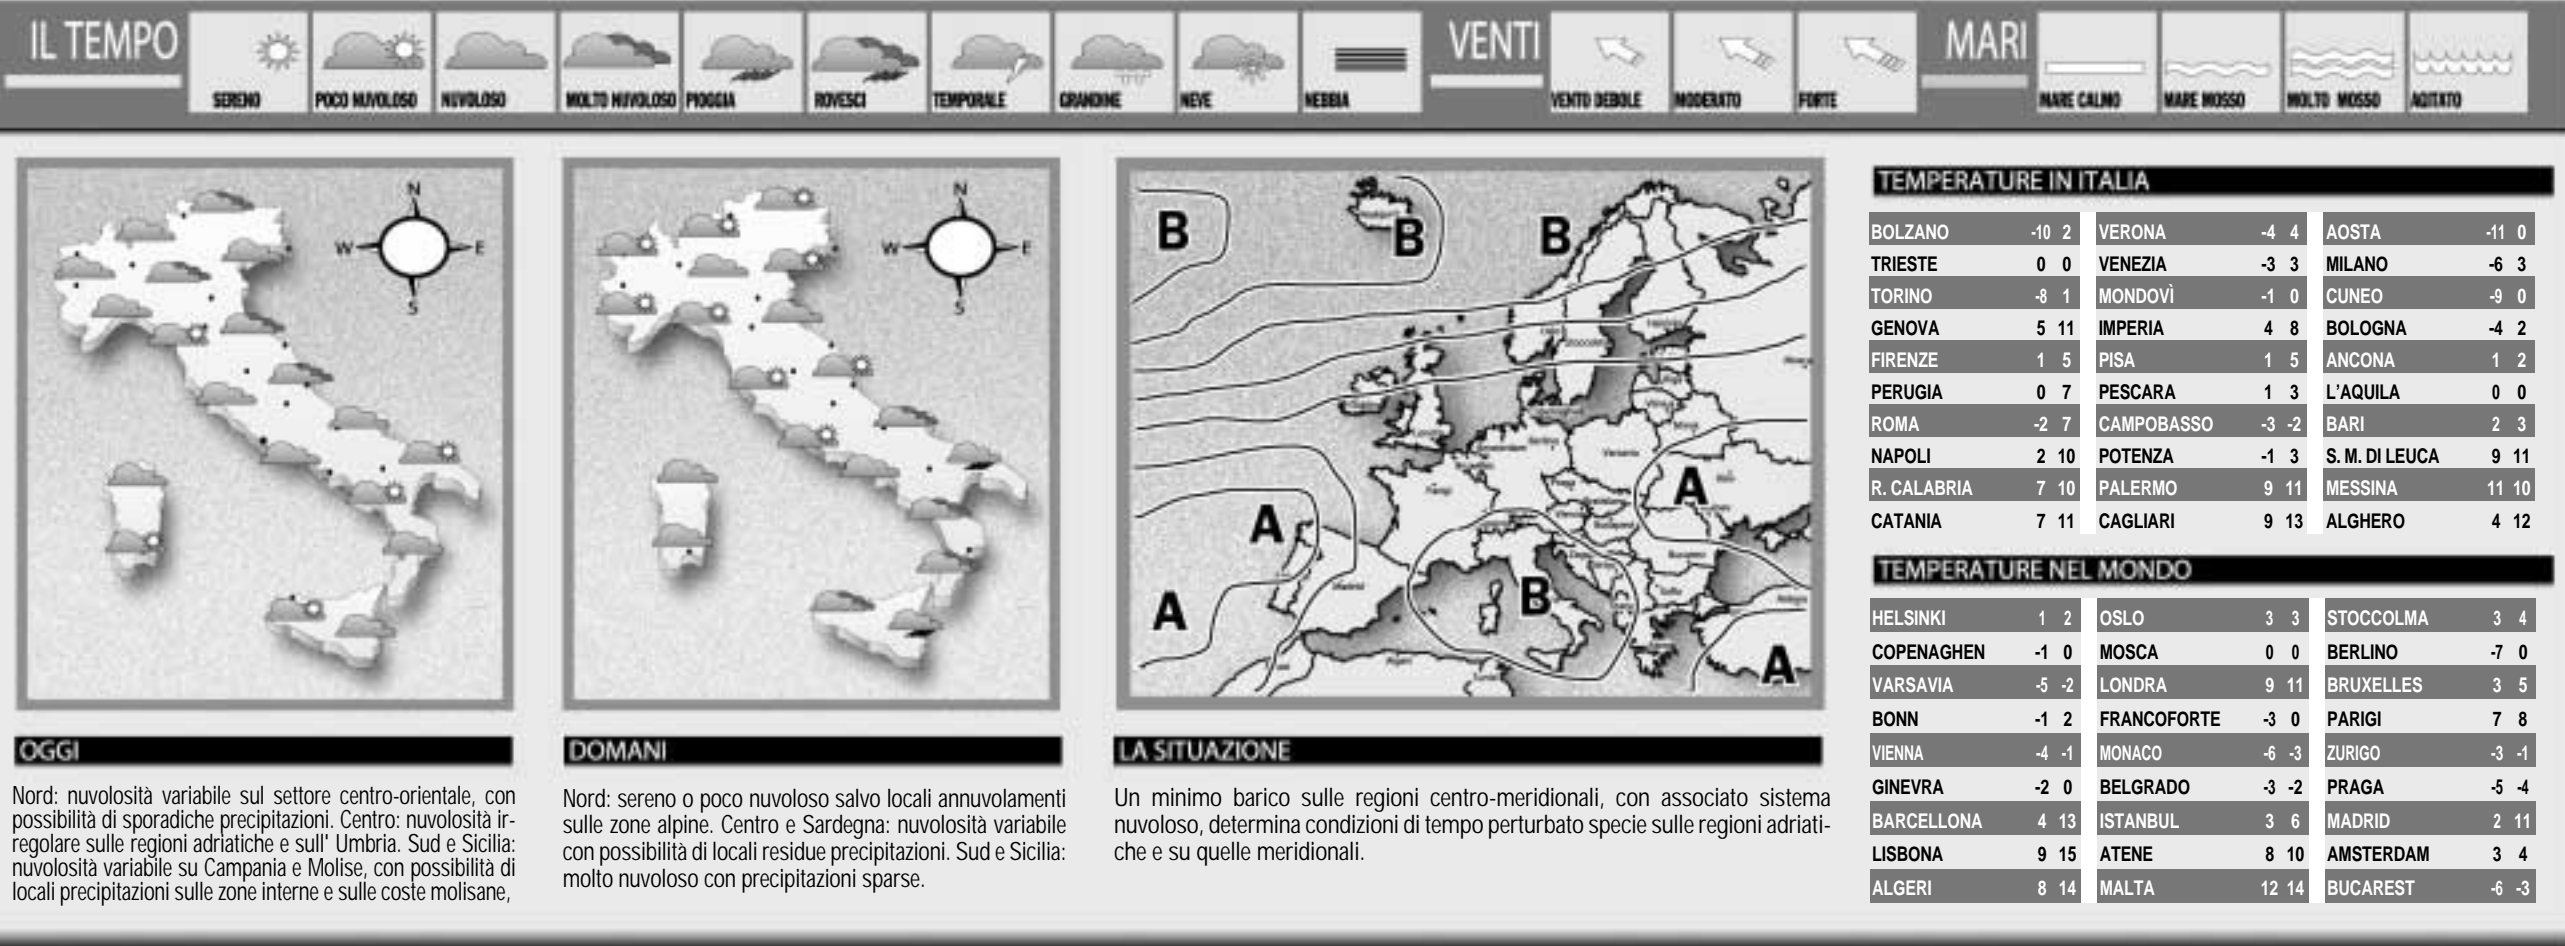 IL TEMPO
SERENO
POCO NUVOLOSO
NUVOLOSO
MOLTO NUVOLOSO
PIOGGIA
ROVESCI
TEMPORALE
GRANDINE
NEVE
NEBBIA
VENTI
VENTO DEBOLE
MODERATO
FORTE
MARI
MARE CALMO
MARE MOSSO
MOLTO MOSSO
AGITATO
N
W E
S
OGGI
Nord: nuvolosità variabile sul settore centro-orientale, con
possibilità di sporadiche precipitazioni. Centro: nuvolosità ir-
regolare sulle regioni adriatiche e sull' Umbria. Sud e Sicilia:
nuvolosità variabile su Campania e Molise, con possibilità di
locali precipitazioni sulle zone interne e sulle coste molisane,
N
W E
S
DOMANI
Nord: sereno o poco nuvoloso salvo locali annuvolamenti
sulle zone alpine. Centro e Sardegna: nuvolosità variabile
con possibilità di locali residue precipitazioni. Sud e Sicilia:
molto nuvoloso con precipitazioni sparse.
B B B
A
A
B
A
A
LA SITUAZIONE
Un minimo barico sulle regioni centro-meridionali, con associato sistema
nuvoloso, determina condizioni di tempo perturbato specie sulle regioni adriati-
che e su quelle meridionali.
TEMPERATURE IN ITALIA
BOLZANO -10 2 VERONA -4 4 AOSTA -11 0
TRIESTE 0 0 VENEZIA -3 3 MILANO -6 3
TORINO -8 1 MONDOVÌ -1 0 CUNEO -9 0
GENOVA 5 11 IMPERIA 4 8 BOLOGNA -4 2
FIRENZE 1 5 PISA 1 5 ANCONA 1 2
PERUGIA 0 7 PESCARA 1 3 L'AQUILA 0 0
ROMA -2 7 CAMPOBASSO -3 -2 BARI 2 3
NAPOLI 2 10 POTENZA -1 3 S. M. DI LEUCA 9 11
R. CALABRIA 7 10 PALERMO 9 11 MESSINA 11 10
CATANIA 7 11 CAGLIARI 9 13 ALGHERO 4 12
TEMPERATURE NEL MONDO
HELSINKI 1 2 OSLO 3 3 STOCCOLMA 3 4
COPENAGHEN -1 0 MOSCA 0 0 BERLINO -7 0
VARSAVIA -5 -2 LONDRA 9 11 BRUXELLES 3 5
BONN -1 2 FRANCOFORTE -3 0 PARIGI 7 8
VIENNA -4 -1 MONACO -6 -3 ZURIGO -3 -1
GINEVRA -2 0 BELGRADO -3 -2 PRAGA -5 -4
BARCELLONA 4 13 ISTANBUL 3 6 MADRID 2 11
LISBONA 9 15 ATENE 8 10 AMSTERDAM 3 4
ALGERI 8 14 MALTA 12 14 BUCAREST -6 -3